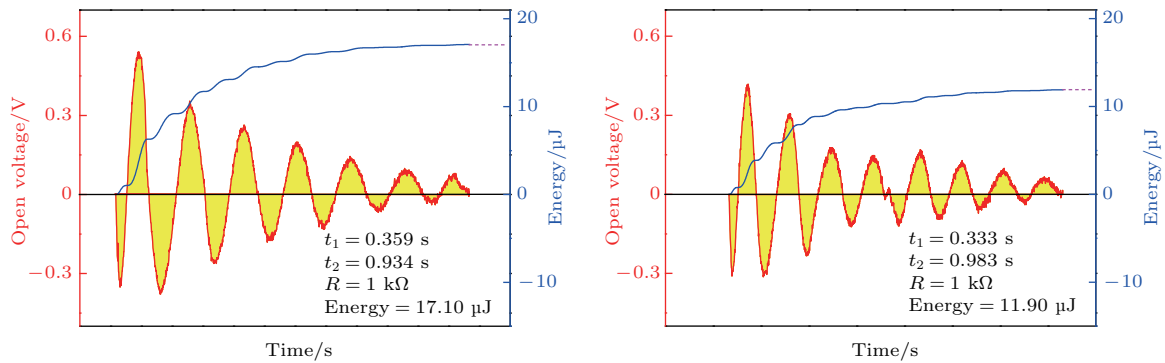 Open voltage/V
0.6
0.3
0
−0.3
20
10
0
−10
Energy/µJ
t₁ = 0.359 s
t₂ = 0.934 s
R = 1 kΩ
Energy = 17.10 µJ
Time/s
Open voltage/V
0.6
0.3
0
−0.3
20
10
0
−10
Energy/µJ
t₁ = 0.333 s
t₂ = 0.983 s
R = 1 kΩ
Energy = 11.90 µJ
Time/s